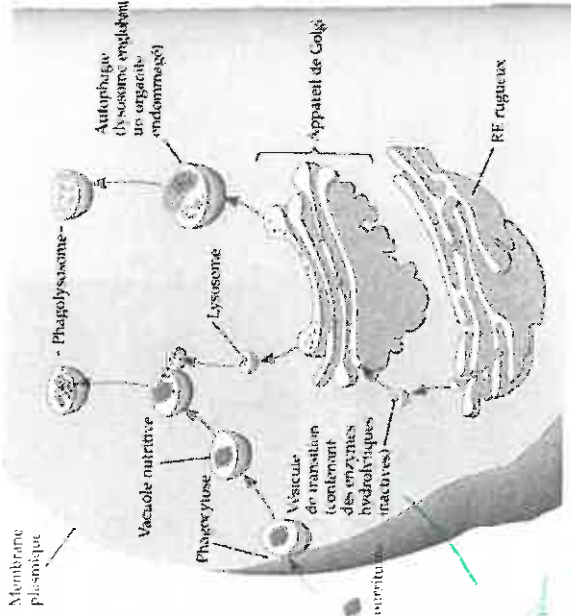 Membrane
plasmique
- Phagolysosome -
Autophagie
(lysosome englobant
un organite
endommagé)
Vacuole nutritive
Lysosome
Phagocytose
Appareil de Golgi
Vésicule
de transition
(contenant
des enzymes
hydrolytiques
inactives)
RE rugueux